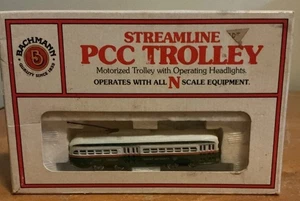 BACHMANN
B
QUALITY SINCE 1833
STREAMLINE
PCC TROLLEY
Motorized Trolley with Operating Headlights.
OPERATES WITH ALL N SCALE EQUIPMENT.